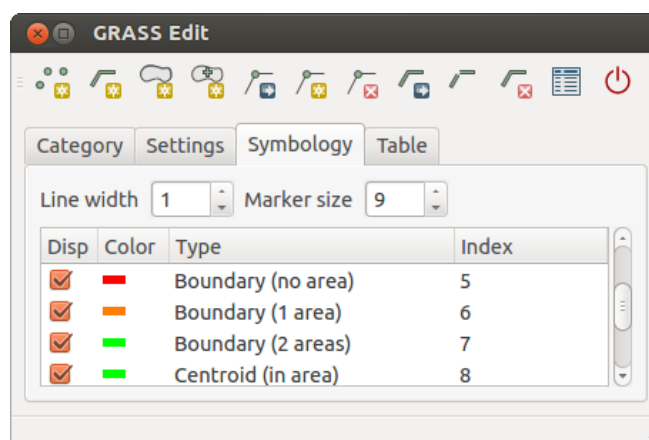 GRASS Edit
Category Settings Symbology Table
Line width 1 Marker size 9
Disp Color Type Index
Boundary (no area) 5
Boundary (1 area) 6
Boundary (2 areas) 7
Centroid (in area) 8